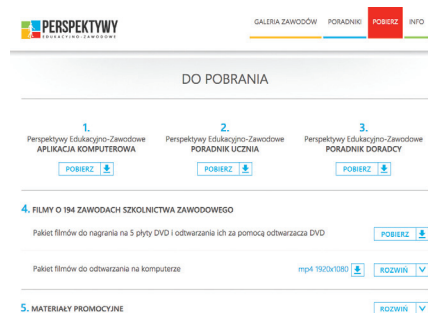 PERSPEKTYWY
EDUKACYJNO-ZAWODOWE
GALERIA ZAWODÓW PORADNIKI POBIERZ INFO
DO POBRANIA
1.
Perspektywy Edukacyjno-Zawodowe
APLIKACJA KOMPUTEROWA
POBIERZ
2.
Perspektywy Edukacyjno-Zawodowe
PORADNIK UCZNIA
POBIERZ
3.
Perspektywy Edukacyjno-Zawodowe
PORADNIK DORADCY
POBIERZ
4. FILMY O 194 ZAWODACH SZKOLNICTWA ZAWODOWEGO
Pakiet filmów do nagrania na 5 płyty DVD i odtwarzania ich za pomocą odtwarzacza DVD POBIERZ
Pakiet filmów do odtwarzania na komputerze mp4 1920x1080 ROZWIŃ
5. MATERIAŁY PROMOCYJNE ROZWIŃ